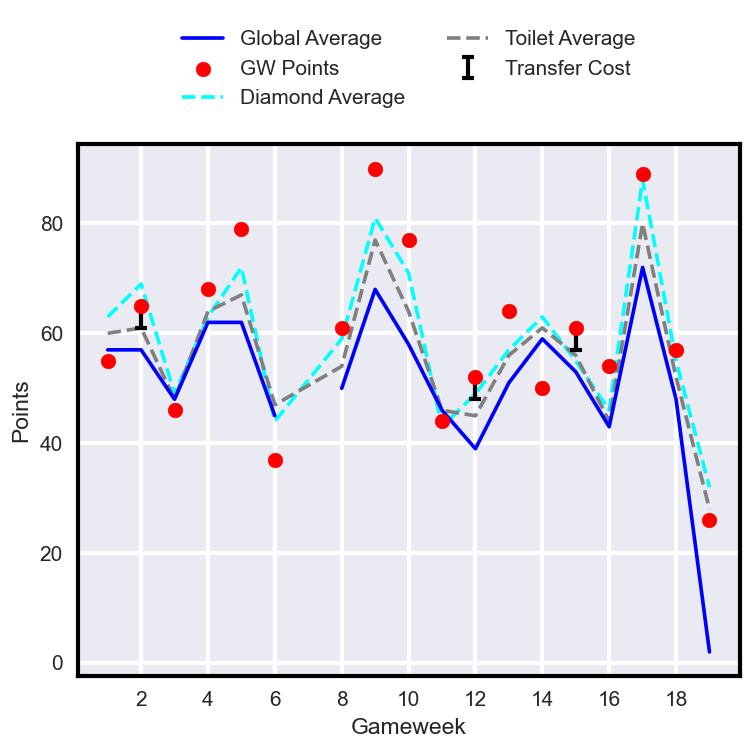 Global Average
GW Points
Diamond Average
Toilet Average
Transfer Cost
Points
80
60
40
20
0
2 4 6 8 10 12 14 16 18
Gameweek